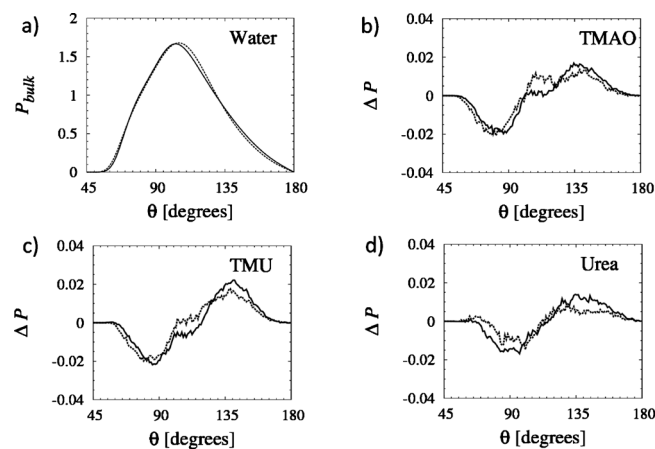 a)
Water
2
1.5
1
0.5
0
P_bulk
45 90 135 180
θ [degrees]
b)
TMAO
0.04
0.02
0
-0.02
-0.04
Δ P
45 90 135 180
θ [degrees]
c)
TMU
0.04
0.02
0
-0.02
-0.04
Δ P
45 90 135 180
θ [degrees]
d)
Urea
0.04
0.02
0
-0.02
-0.04
Δ P
45 90 135 180
θ [degrees]